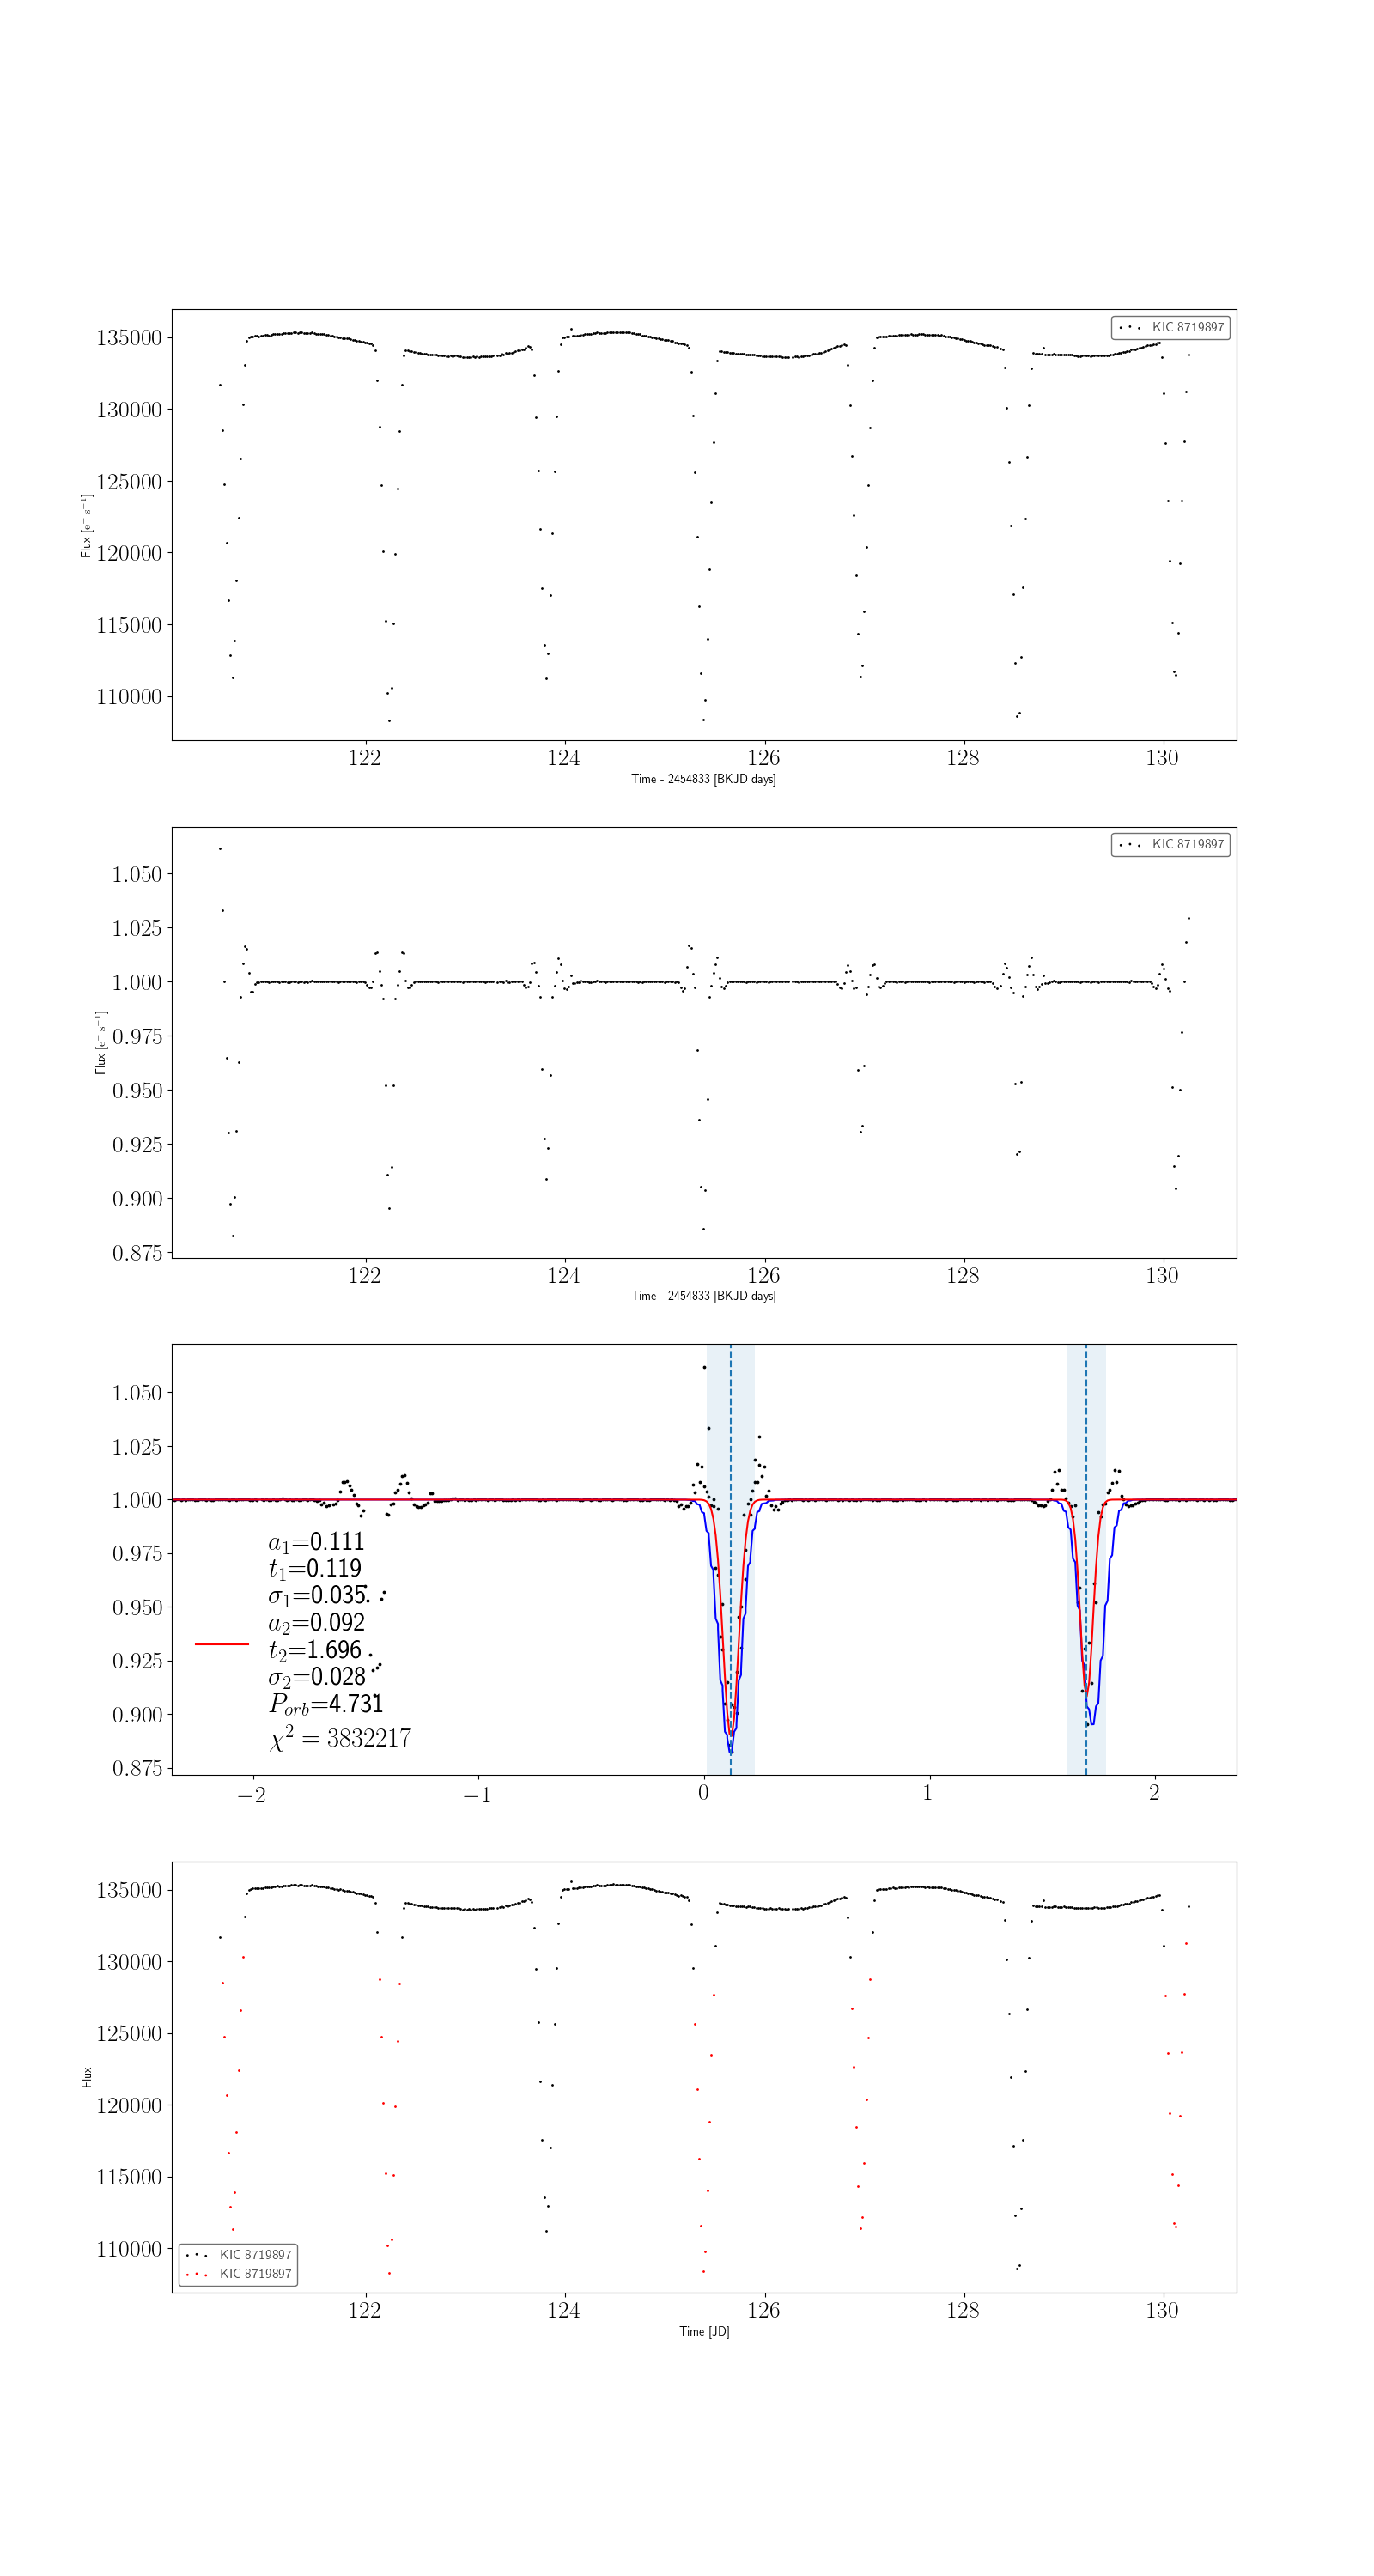 KIC 8719897
135000
130000
125000
120000
115000
110000
Flux [e⁻ s⁻¹]
122 124 126 128 130
Time - 2454833 [BKJD days]
KIC 8719897
1.050
1.025
1.000
0.975
0.950
0.925
0.900
0.875
Flux [e⁻ s⁻¹]
122 124 126 128 130
Time - 2454833 [BKJD days]
1.050
1.025
1.000
0.975
0.950
0.925
0.900
0.875
a₁=0.111
t₁=0.119
σ₁=0.035
a₂=0.092
t₂=1.696
σ₂=0.028
P_orb=4.731
χ² = 3832217
−2 −1 0 1 2
135000
130000
125000
120000
115000
110000
Flux
KIC 8719897
KIC 8719897
122 124 126 128 130
Time [JD]